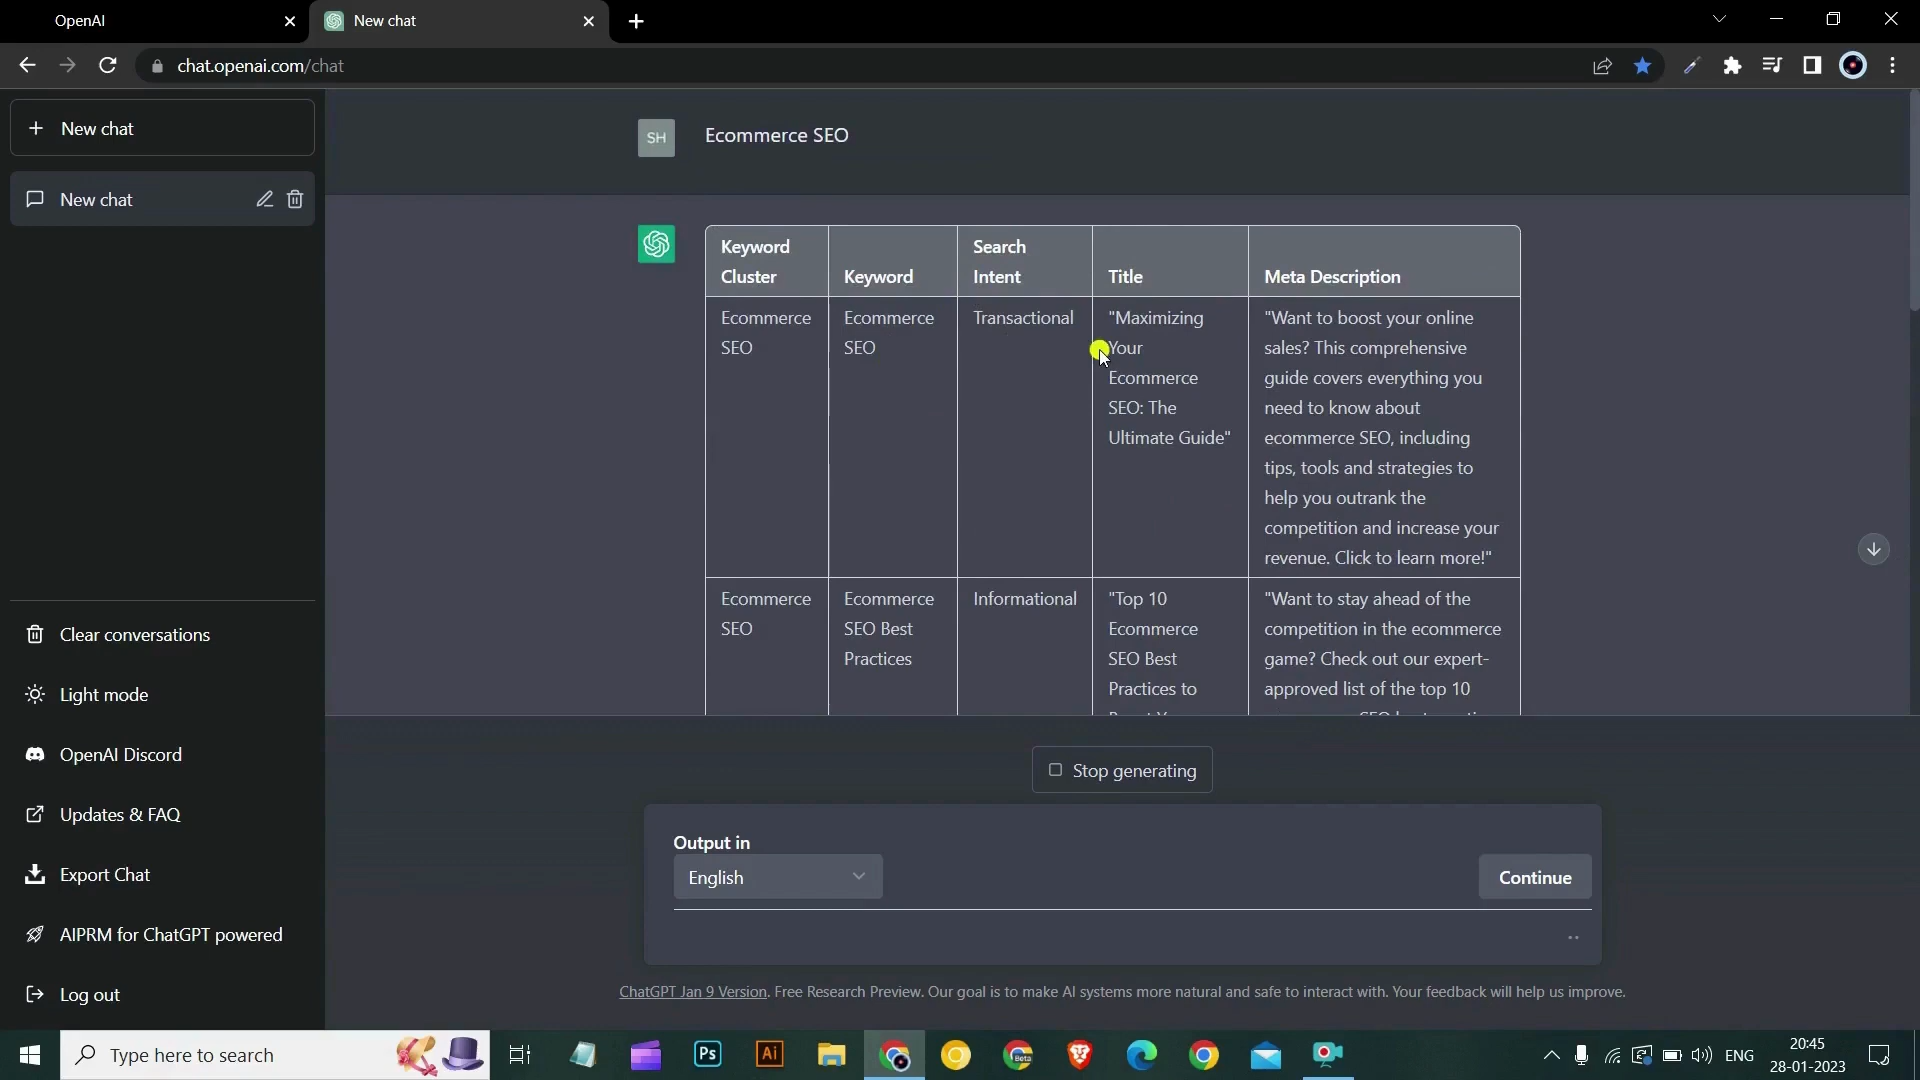 OpenAI
New chat
chat.openai.com/chat
New chat
New chat
Clear conversations
Light mode
OpenAI Discord
Updates & FAQ
Export Chat
AIPRM for ChatGPT powered
Log out
SH
Ecommerce SEO
Keyword
Cluster
Keyword
Search
Intent
Title
Meta Description
Ecommerce
SEO
Ecommerce
SEO
Transactional
"Maximizing
Your
Ecommerce
SEO: The
Ultimate Guide"
"Want to boost your online
sales? This comprehensive
guide covers everything you
need to know about
ecommerce SEO, including
tips, tools and strategies to
help you outrank the
competition and increase your
revenue. Click to learn more!"
Ecommerce
SEO
Ecommerce
SEO Best
Practices
Informational
"Top 10
Ecommerce
SEO Best
Practices to
"Want to stay ahead of the
competition in the ecommerce
game? Check out our expert-
approved list of the top 10
Stop generating
Output in
English
Continue
ChatGPT Jan 9 Version. Free Research Preview. Our goal is to make AI systems more natural and safe to interact with. Your feedback will help us improve.
Type here to search
Ps
Ai
Beta
ENG
20:45
28-01-2023